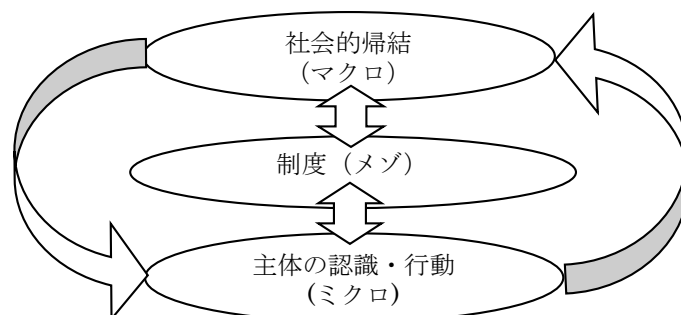 社会的帰結
（マクロ）
制度（メゾ）
主体の認識・行動
(ミクロ)